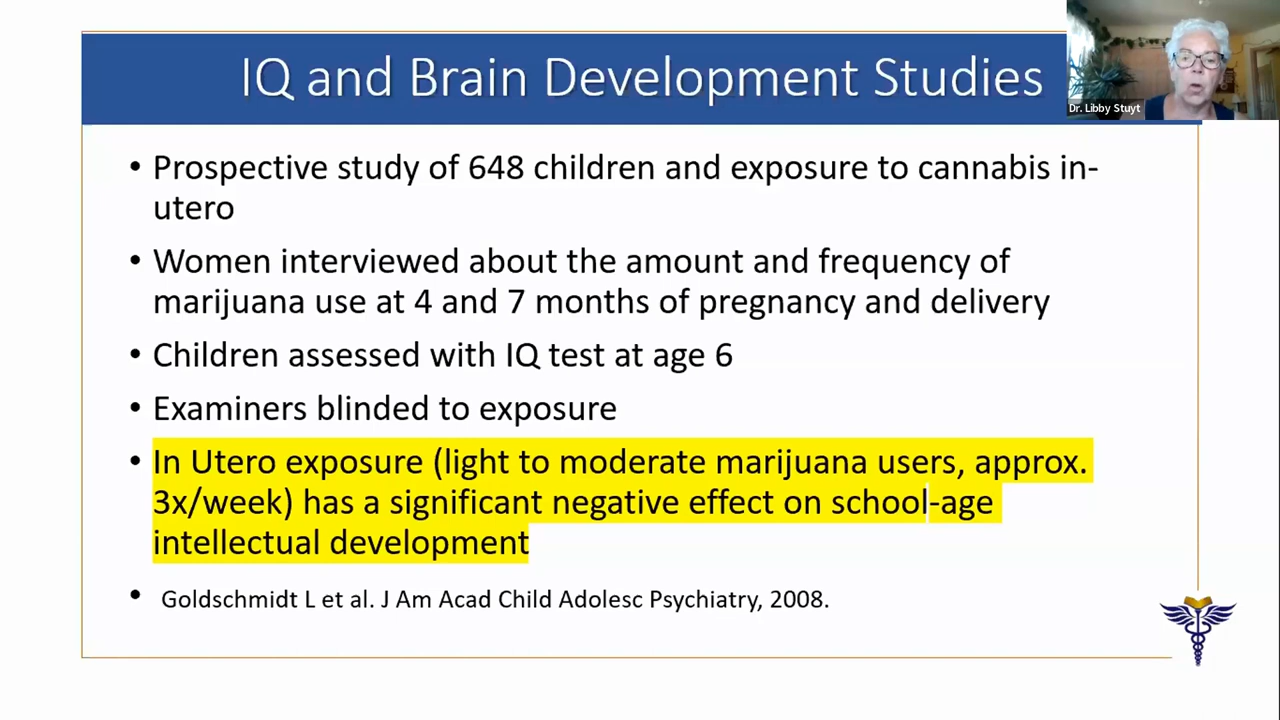 IQ and Brain Development Studies
Dr. Libby Stuyt
• Prospective study of 648 children and exposure to cannabis in-
utero
• Women interviewed about the amount and frequency of
marijuana use at 4 and 7 months of pregnancy and delivery
• Children assessed with IQ test at age 6
• Examiners blinded to exposure
• In Utero exposure (light to moderate marijuana users, approx.
3x/week) has a significant negative effect on school-age
intellectual development
• Goldschmidt L et al. J Am Acad Child Adolesc Psychiatry, 2008.